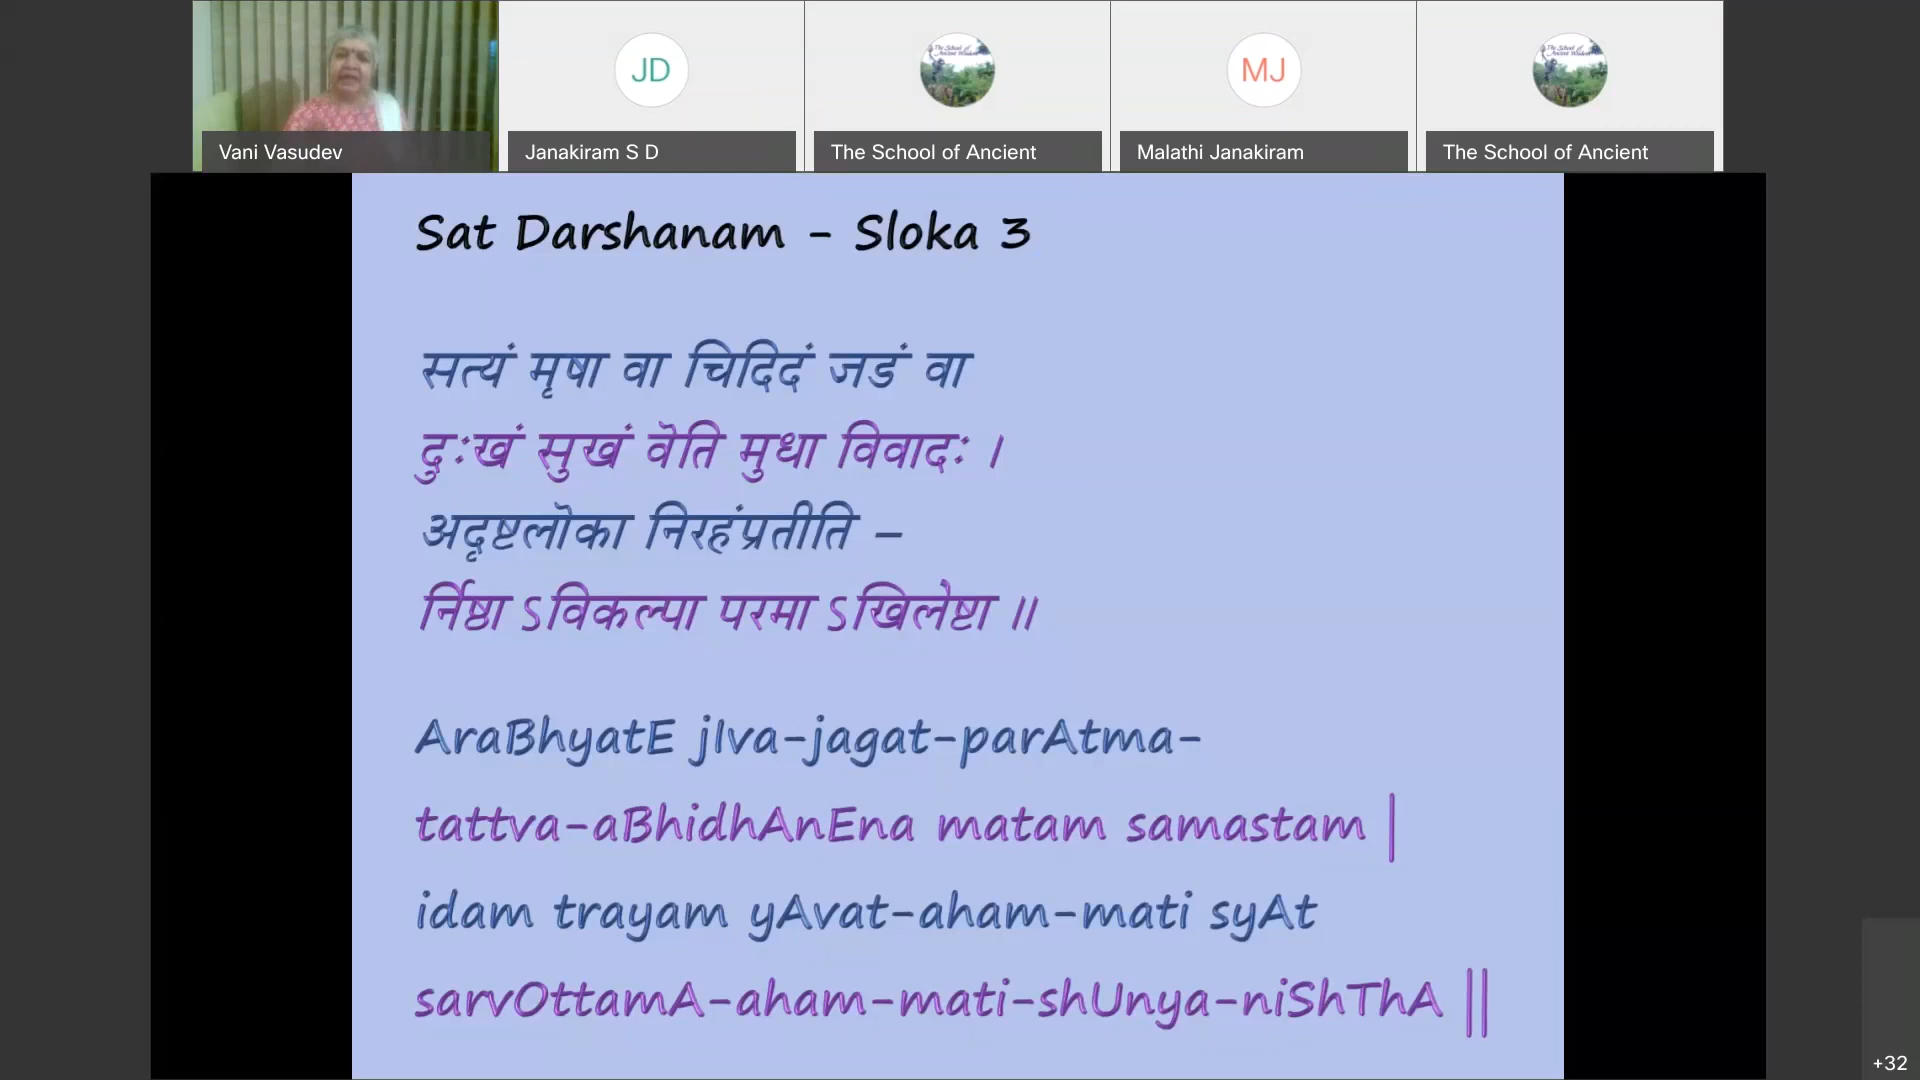 JD
MJ
Vani Vasudev
Janakiram S D
The School of Ancient
Malathi Janakiram
The School of Ancient
Sat Darshanam - Sloka 3
सत्यं मृषा वा चिदिदं जडं वा
दुःखं सुखं वॆति मुधा विवादः ।
अदृष्टलॊका निरहंप्रतीति –
र्निष्ठा ऽविकल्पा परमा ऽखिलेष्टा ॥
AraBhyatE jIva-jagat-parAtma-
tattva-aBhidhAnEna matam samastam |
idam trayam yAvat-aham-mati syAt
sarvOttamA-aham-mati-shUnya-niShThA ||
+32